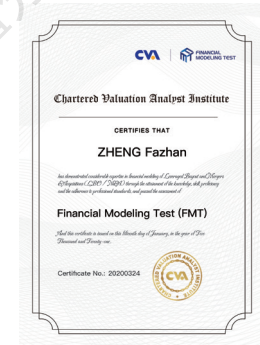 CVA
FINANCIAL
MODELING TEST
Chartered Valuation Analyst Institute
CERTIFIES THAT
ZHENG Fazhan
has demonstrated considerable expertise in financial modeling of Leveraged Buyout and Mergers
&Acquisitions (LBO / M&A) through the attainment of the knowledge, skill proficiency
and the adherence to professional standards, and passed the assessment of
Financial Modeling Test (FMT)
And this certificate is issued on this day of January, in the year of Two
Thousand and Twenty-one.
Certificate No.: 20200324
CVA